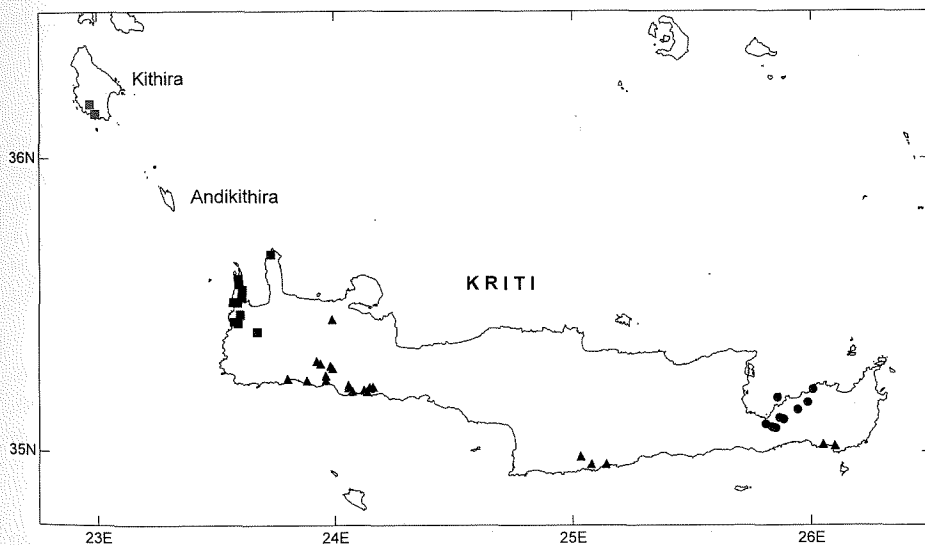 Kithira
36N
Andikithira
KRITI
35N
23E
24E
25E
26E